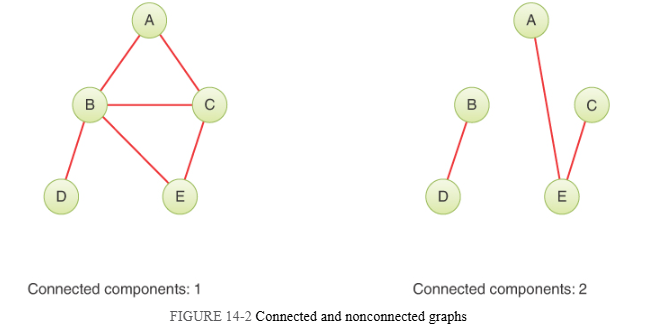 A
A
B
C
B
C
D
E
D
E
Connected components: 1
Connected components: 2
FIGURE 14-2 Connected and nonconnected graphs